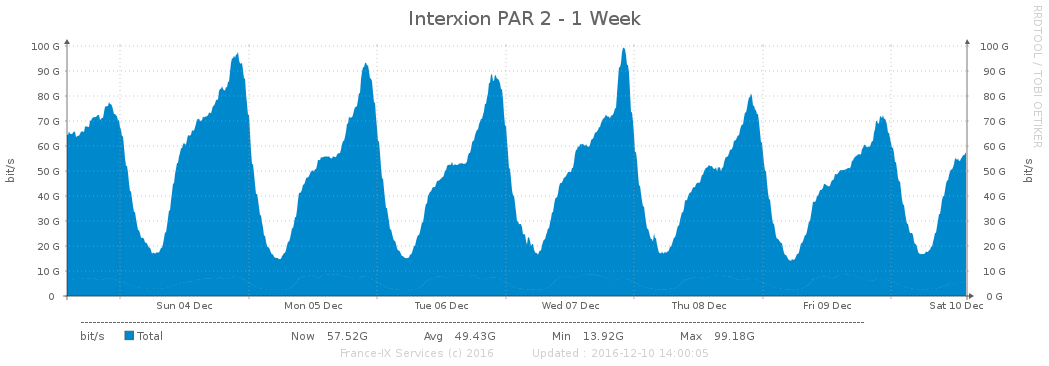 Interxion PAR 2 - 1 Week
RRDTOOL / TOBI OETIKER
100 G 100 G
90 G 90 G
80 G 80 G
70 G 70 G
60 G 60 G
50 G 50 G
40 G 40 G
30 G 30 G
20 G 20 G
10 G 10 G
0 0 G
bit/s
bit/s
Sun 04 Dec Mon 05 Dec Tue 06 Dec Wed 07 Dec Thu 08 Dec Fri 09 Dec Sat 10 Dec
bit/s Total Now 57.52G Avg 49.43G Min 13.92G Max 99.18G
France-IX Services (c) 2016 Updated : 2016-12-10 14:00:05